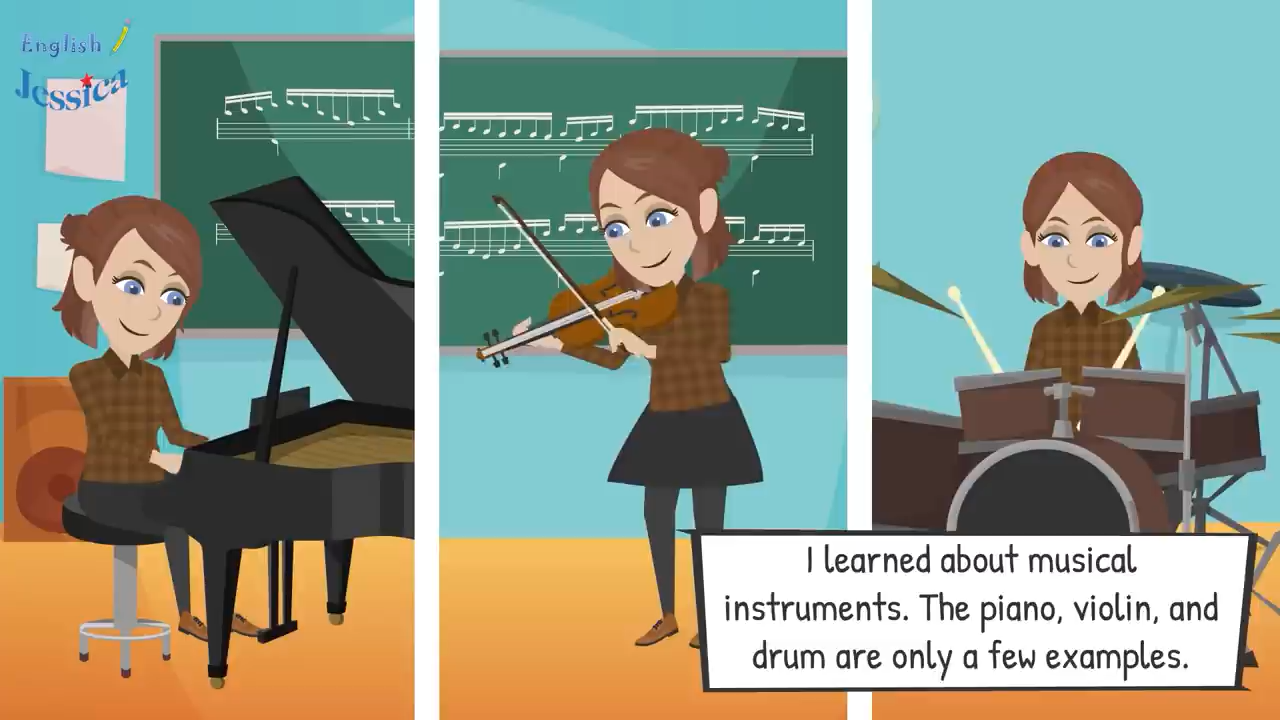 English
Jessica
I learned about musical
instruments. The piano, violin, and
drum are only a few examples.